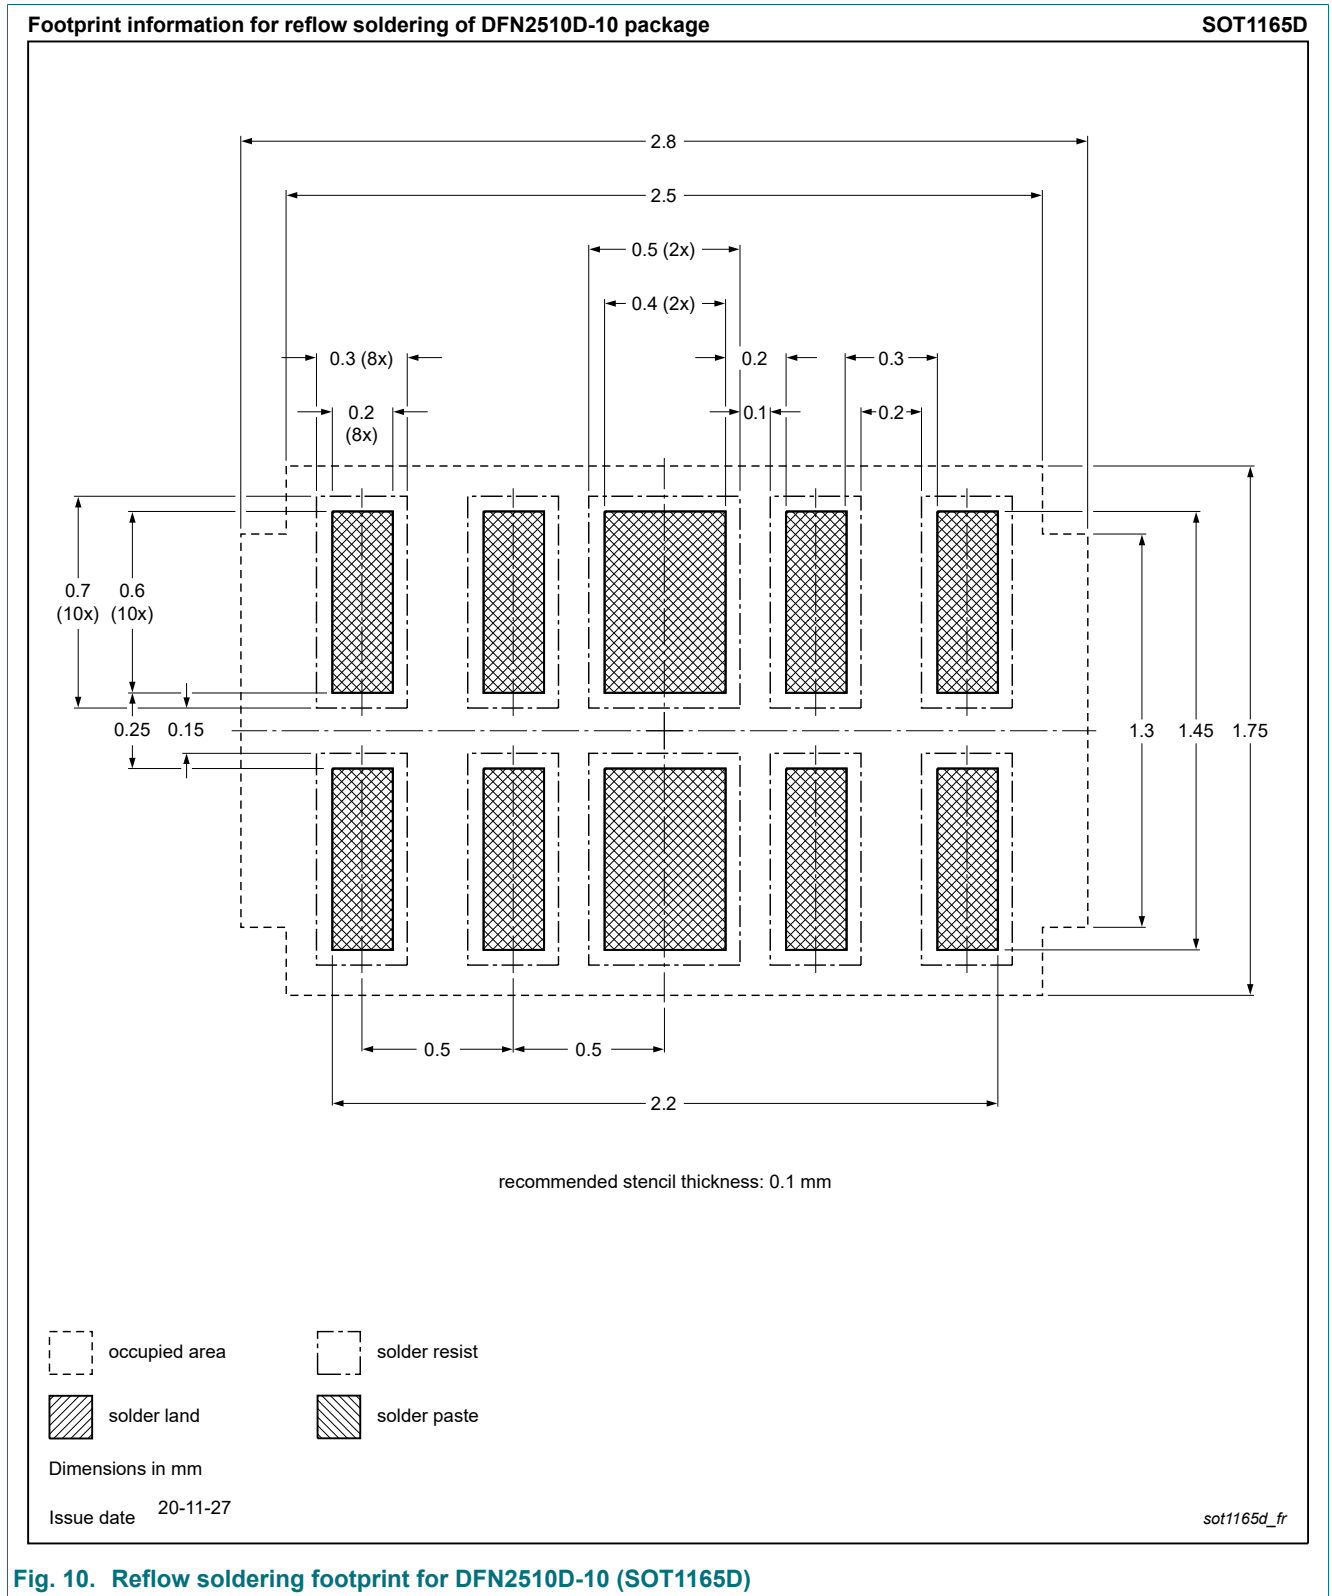 Footprint information for reflow soldering of DFN2510D-10 package SOT1165D
2.8
2.5
0.5 (2x)
0.4 (2x)
0.3 (8x) 0.2 0.3
0.2 0.1 0.2
(8x)
0.7 0.6
(10x) (10x)
0.25 0.15 1.3 1.45 1.75
0.5 0.5
2.2
recommended stencil thickness: 0.1 mm
occupied area solder resist
solder land solder paste
Dimensions in mm
Issue date 20-11-27 sot1165d_fr
Fig. 10. Reflow soldering footprint for DFN2510D-10 (SOT1165D)